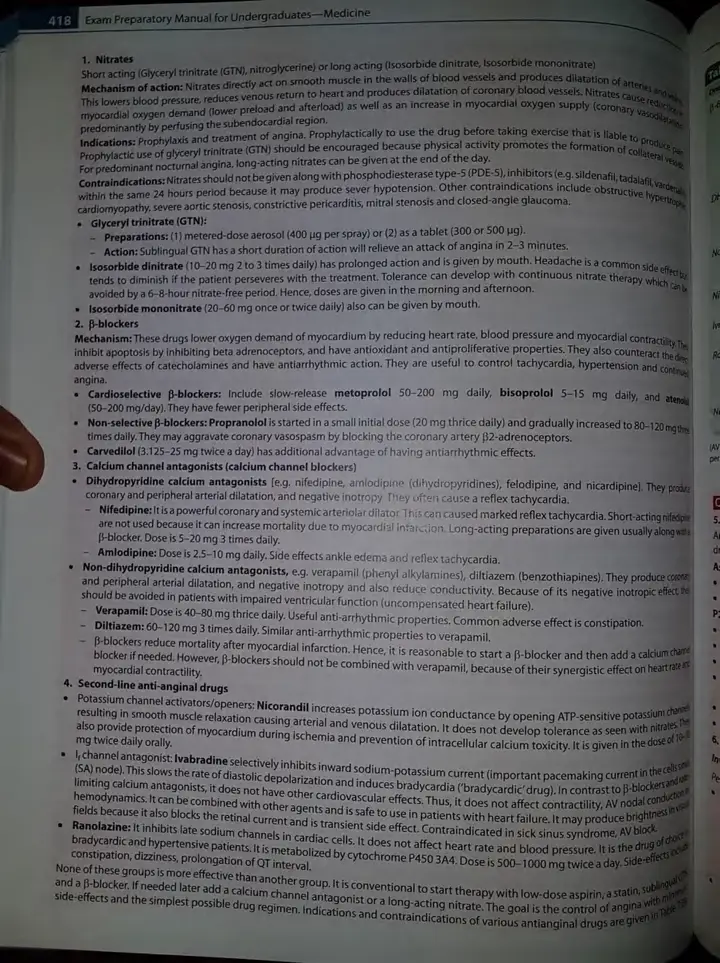 418 Exam Preparatory Manual for Undergraduates—Medicine
1. Nitrates
Short acting (Glyceryl trinitrate (GTN), nitroglycerine) or long acting (Isosorbide dinitrate, Isosorbide mononitrate)
Mechanism of action: Nitrates directly act on smooth muscle in the walls of blood vessels and produces dilatation of arteries and
This lowers blood pressure, reduces venous return to heart and produces dilatation of coronary blood vessels. Nitrates cause
myocardial oxygen demand (lower preload and afterload) as well as an increase in myocardial oxygen supply (coronary
predominantly by perfusing the subendocardial region.
Indications: Prophylaxis and treatment of angina. Prophylactically to use the drug before taking exercise that is liable to produce
Prophylactic use of glyceryl trinitrate (GTN) should be encouraged because physical activity promotes the formation of collateral
For predominant nocturnal angina, long-acting nitrates can be given at the end of the day.
Contraindications: Nitrates should not be given along with phosphodiesterase type-5 (PDE-5), inhibitors (e.g. sildenafil, tadalafil,
within the same 24 hours period because it may produce sever hypotension. Other contraindications include obstructive
cardiomyopathy, severe aortic stenosis, constrictive pericarditis, mitral stenosis and closed-angle glaucoma.
• Glyceryl trinitrate (GTN):
– Preparations: (1) metered-dose aerosol (400 µg per spray) or (2) as a tablet (300 or 500 µg).
– Action: Sublingual GTN has a short duration of action will relieve an attack of angina in 2–3 minutes.
• Isosorbide dinitrate (10–20 mg 2 to 3 times daily) has prolonged action and is given by mouth. Headache is a common side effect but
tends to diminish if the patient perseveres with the treatment. Tolerance can develop with continuous nitrate therapy which can be
avoided by a 6–8-hour nitrate-free period. Hence, doses are given in the morning and afternoon.
• Isosorbide mononitrate (20–60 mg once or twice daily) also can be given by mouth.
2. β-blockers
Mechanism: These drugs lower oxygen demand of myocardium by reducing heart rate, blood pressure and myocardial contractility. They
inhibit apoptosis by inhibiting beta adrenoceptors, and have antioxidant and antiproliferative properties. They also counteract the direct
adverse effects of catecholamines and have antiarrhythmic action. They are useful to control tachycardia, hypertension and continued
angina.
• Cardioselective β-blockers: Include slow-release metoprolol 50–200 mg daily, bisoprolol 5–15 mg daily, and atenolol
(50–200 mg/day). They have fewer peripheral side effects.
• Non-selective β-blockers: Propranolol is started in a small initial dose (20 mg thrice daily) and gradually increased to 80–120 mg three
times daily. They may aggravate coronary vasospasm by blocking the coronary artery β2-adrenoceptors.
• Carvedilol (3.125–25 mg twice a day) has additional advantage of having antiarrhythmic effects.
3. Calcium channel antagonists (calcium channel blockers)
• Dihydropyridine calcium antagonists [e.g. nifedipine, amlodipine (dihydropyridines), felodipine, and nicardipine]. They produce
coronary and peripheral arterial dilatation, and negative inotropy. They often cause a reflex tachycardia.
– Nifedipine: It is a powerful coronary and systemic arteriolar dilator. This can caused marked reflex tachycardia. Short-acting nifedipine
are not used because it can increase mortality due to myocardial infarction. Long-acting preparations are given usually along with a
β-blocker. Dose is 5–20 mg 3 times daily.
– Amlodipine: Dose is 2.5–10 mg daily. Side effects ankle edema and reflex tachycardia.
• Non-dihydropyridine calcium antagonists, e.g. verapamil (phenyl alkylamines), diltiazem (benzothiapines). They produce coronary
and peripheral arterial dilatation, and negative inotropy and also reduce conductivity. Because of its negative inotropic effect, this
should be avoided in patients with impaired ventricular function (uncompensated heart failure).
– Verapamil: Dose is 40–80 mg thrice daily. Useful anti-arrhythmic properties. Common adverse effect is constipation.
– Diltiazem: 60–120 mg 3 times daily. Similar anti-arrhythmic properties to verapamil.
– β-blockers reduce mortality after myocardial infarction. Hence, it is reasonable to start a β-blocker and then add a calcium channel
blocker if needed. However, β-blockers should not be combined with verapamil, because of their synergistic effect on heart rate and
myocardial contractility.
4. Second-line anti-anginal drugs
• Potassium channel activators/openers: Nicorandil increases potassium ion conductance by opening ATP-sensitive potassium channels
resulting in smooth muscle relaxation causing arterial and venous dilatation. It does not develop tolerance as seen with nitrates. They
also provide protection of myocardium during ischemia and prevention of intracellular calcium toxicity. It is given in the dose of
mg twice daily orally.
• If channel antagonist: Ivabradine selectively inhibits inward sodium-potassium current (important pacemaking current in the cells
(SA) node). This slows the rate of diastolic depolarization and induces bradycardia ('bradycardic' drug). In contrast to β-blockers and
limiting calcium antagonists, it does not have other cardiovascular effects. Thus, it does not affect contractility, AV nodal conduction
hemodynamics. It can be combined with other agents and is safe to use in patients with heart failure. It may produce brightness in
fields because it also blocks the retinal current and is transient side effect. Contraindicated in sick sinus syndrome, AV block.
• Ranolazine: It inhibits late sodium channels in cardiac cells. It does not affect heart rate and blood pressure. It is the drug of choice
bradycardic and hypertensive patients. It is metabolized by cytochrome P450 3A4. Dose is 500–1000 mg twice a day. Side-effects include
constipation, dizziness, prolongation of QT interval.
None of these groups is more effective than another group. It is conventional to start therapy with low-dose aspirin, a statin, sublingual
and a β-blocker. If needed later add a calcium channel antagonist or a long-acting nitrate. The goal is the control of angina with
side-effects and the simplest possible drug regimen. Indications and contraindications of various antianginal drugs are given in Table